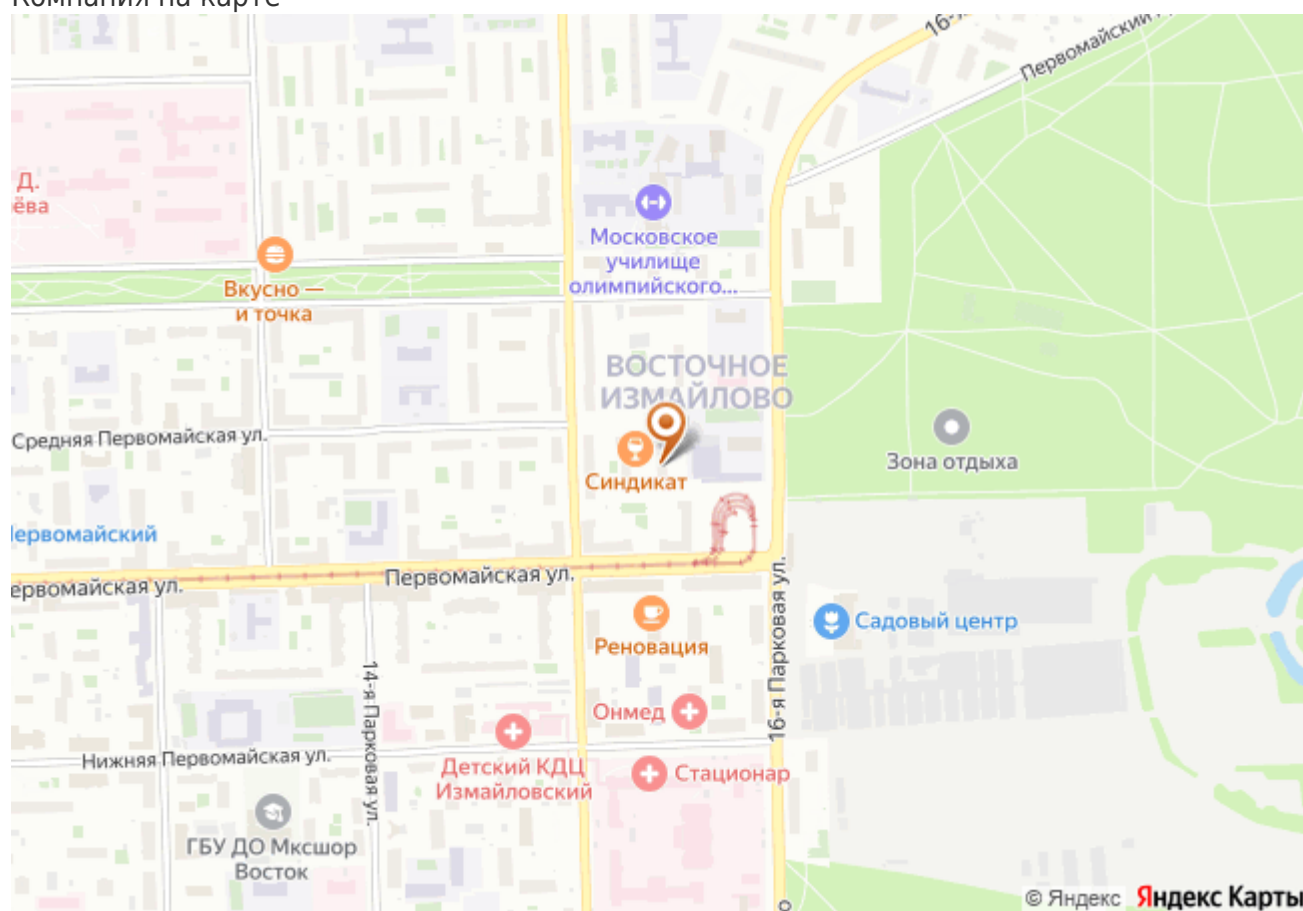 Компания на карте
16-я
Первомайский
Д.
ёва
Московское
училище
олимпийского...
Вкусно —
и точка
ВОСТОЧНОЕ
ИЗМАЙЛОВО
Средняя Первомайская ул.
Синдикат
Зона отдыха
ервомайский
Первомайская ул.
ервомайская ул.
Реновация
Садовый центр
16-я Парковая ул.
14-я Парковая ул.
Онмед
Нижняя Первомайская ул.
Детский КДЦ
Измайловский
Стационар
ГБУ ДО Мксшор
Восток
© Яндекс Яндекс Карты